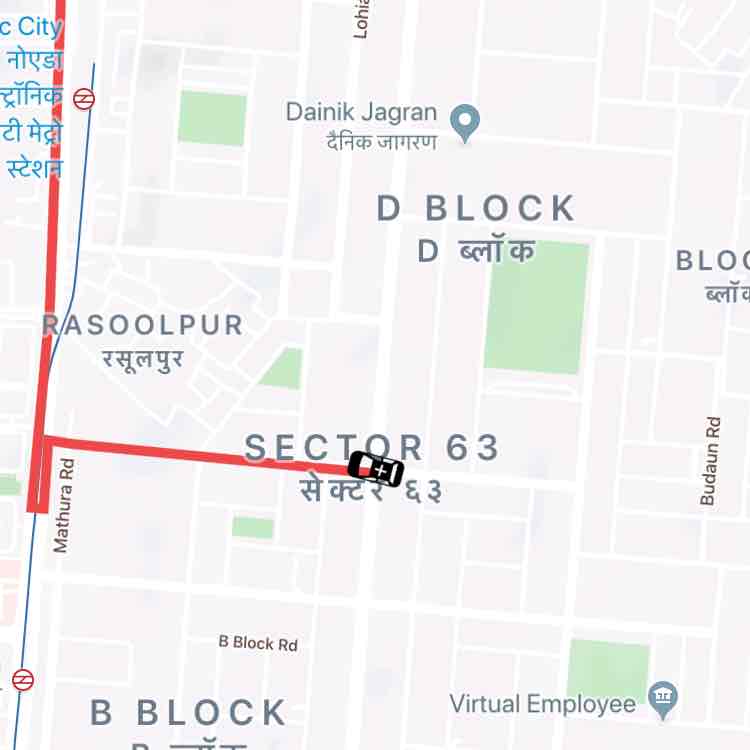 c City
नोएडा
ट्रॉनिक
टी मेट्रो
स्टेशन
Lohia
Dainik Jagran
दैनिक जागरण
D BLOCK
D ब्लॉक
BLOC
ब्लॉक
RASOOLPUR
रसूलपुर
SECTOR 63
सेक्टर ६३
Mathura Rd
Budaun Rd
B Block Rd
B BLOCK
B ब्लॉक
Virtual Employee